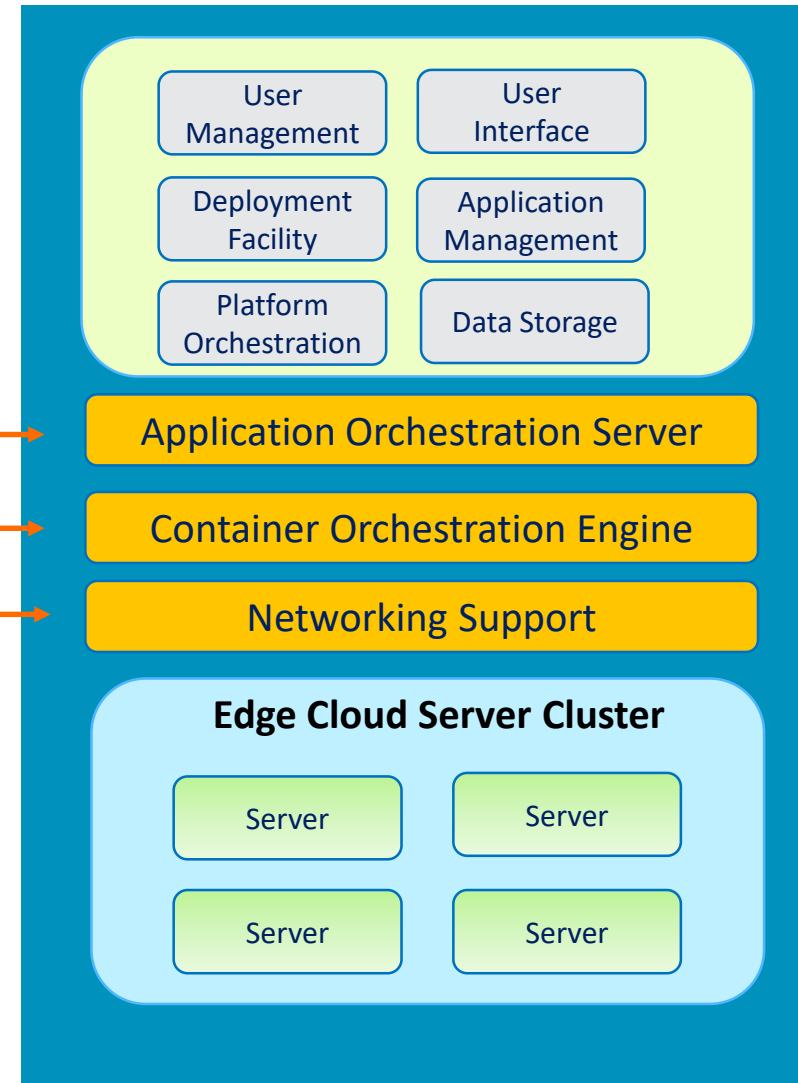 User
Management
User
Interface
Deployment
Facility
Application
Management
Platform
Orchestration
Data Storage
Application Orchestration Server
Container Orchestration Engine
Networking Support
Edge Cloud Server Cluster
Server
Server
Server
Server